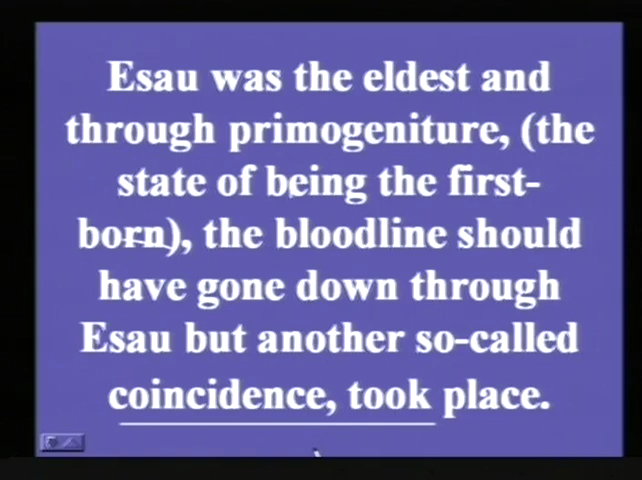 Esau was the eldest and
through primogeniture, (the
state of being the first-
born), the bloodline should
have gone down through
Esau but another so-called
coincidence, took place.